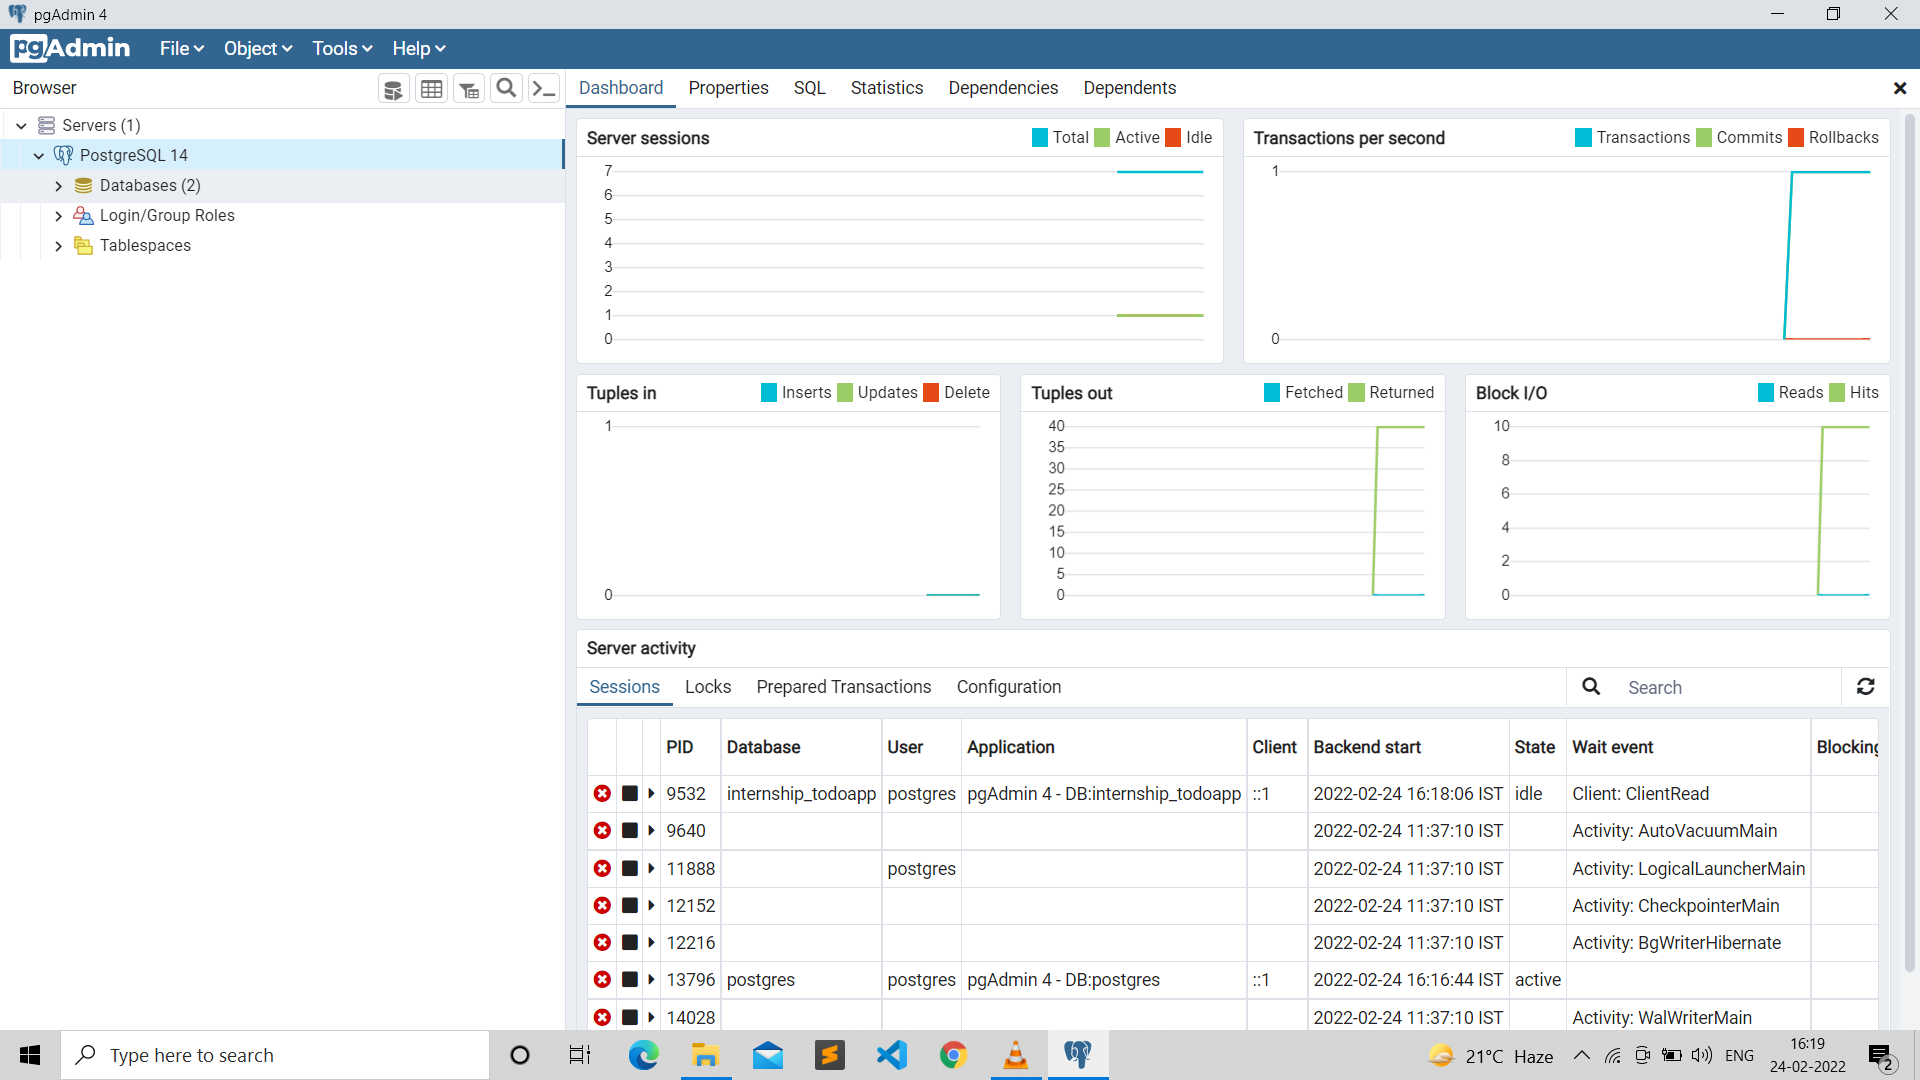 pgAdmin 4
pgAdmin File Object Tools Help
Browser
Dashboard Properties SQL Statistics Dependencies Dependents
Servers (1)
PostgreSQL 14
Databases (2)
Login/Group Roles
Tablespaces
Server sessions Total Active Idle
7
6
5
4
3
2
1
0
Transactions per second Transactions Commits Rollbacks
1
0
Tuples in Inserts Updates Delete
1
0
Tuples out Fetched Returned
40
35
30
25
20
15
10
5
0
Block I/O Reads Hits
10
8
6
4
2
0
Server activity
Sessions Locks Prepared Transactions Configuration Search
PID Database User Application Client Backend start State Wait event Blocking
9532 internship_todoapp postgres pgAdmin 4 - DB:internship_todoapp ::1 2022-02-24 16:18:06 IST idle Client: ClientRead
9640 2022-02-24 11:37:10 IST Activity: AutoVacuumMain
11888 postgres 2022-02-24 11:37:10 IST Activity: LogicalLauncherMain
12152 2022-02-24 11:37:10 IST Activity: CheckpointerMain
12216 2022-02-24 11:37:10 IST Activity: BgWriterHibernate
13796 postgres postgres pgAdmin 4 - DB:postgres ::1 2022-02-24 16:16:44 IST active
14028 2022-02-24 11:37:10 IST Activity: WalWriterMain
Type here to search
21°C Haze
ENG
16:19
24-02-2022
2